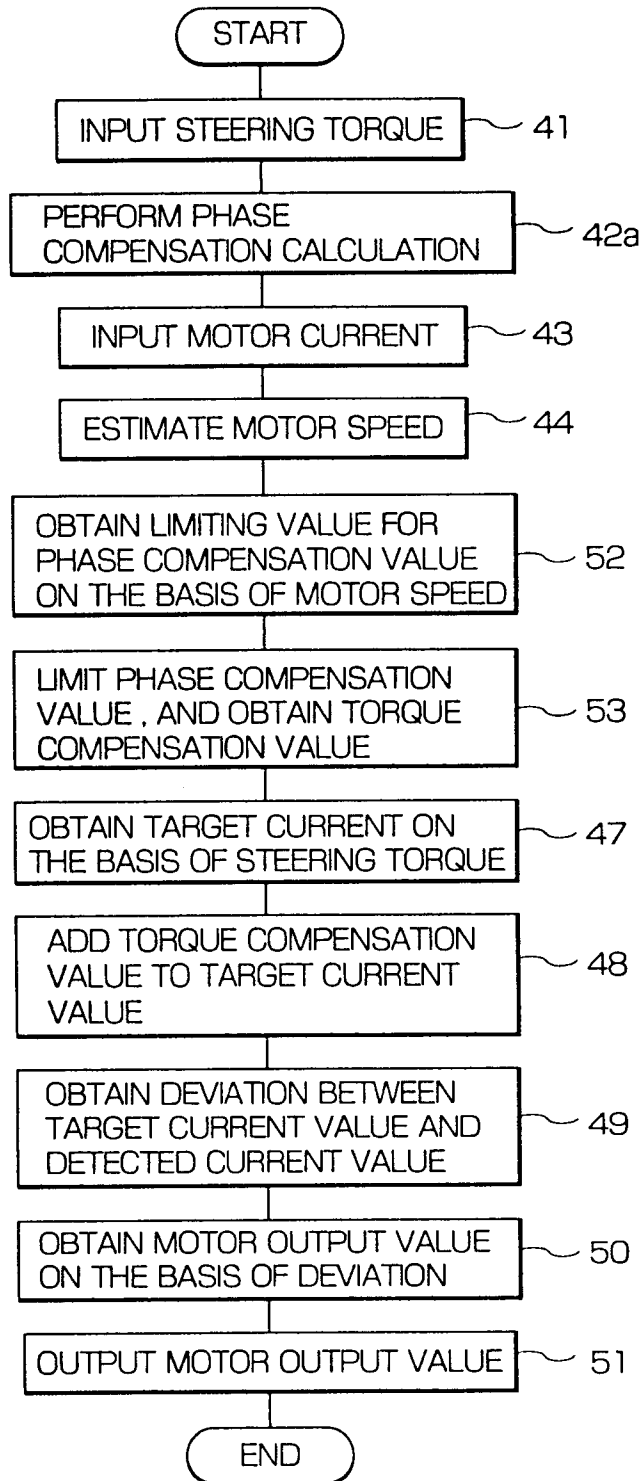 START
INPUT STEERING TORQUE
41
PERFORM PHASE
COMPENSATION CALCULATION
42a
INPUT MOTOR CURRENT
43
ESTIMATE MOTOR SPEED
44
OBTAIN LIMITING VALUE FOR
PHASE COMPENSATION VALUE
ON THE BASIS OF MOTOR SPEED
52
LIMIT PHASE COMPENSATION
VALUE , AND OBTAIN TORQUE
COMPENSATION VALUE
53
OBTAIN TARGET CURRENT ON
THE BASIS OF STEERING TORQUE
47
ADD TORQUE COMPENSATION
VALUE TO TARGET CURRENT
VALUE
48
OBTAIN DEVIATION BETWEEN
TARGET CURRENT VALUE AND
DETECTED CURRENT VALUE
49
OBTAIN MOTOR OUTPUT VALUE
ON THE BASIS OF DEVIATION
50
OUTPUT MOTOR OUTPUT VALUE
51
END